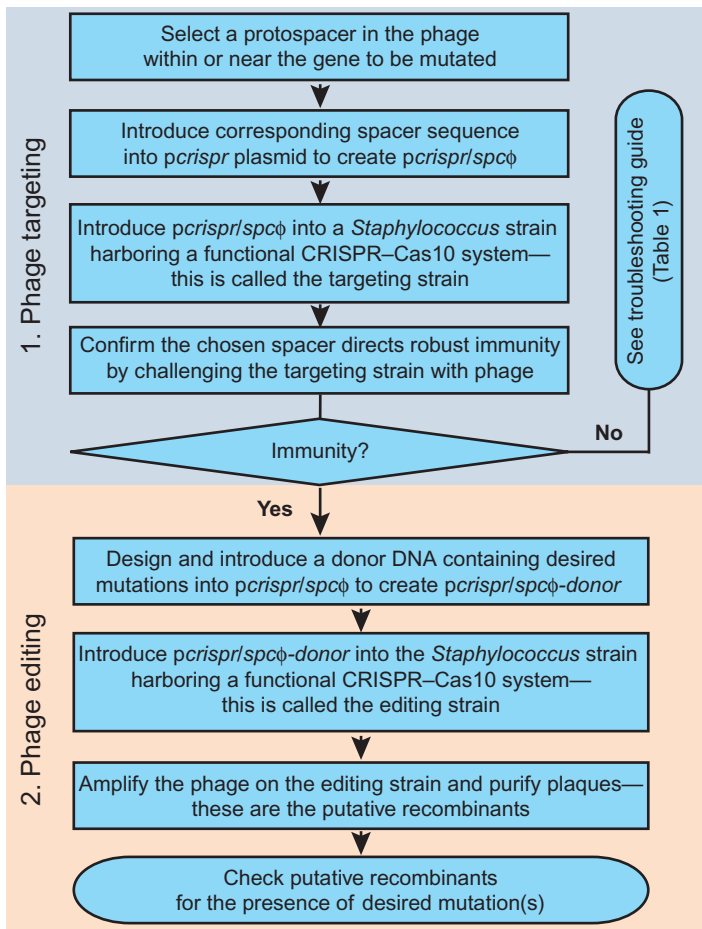 1. Phage targeting
Select a protospacer in the phage
within or near the gene to be mutated
Introduce corresponding spacer sequence
into pcrispr plasmid to create pcrispr/spcϕ
Introduce pcrispr/spcϕ into a Staphylococcus strain
harboring a functional CRISPR–Cas10 system—
this is called the targeting strain
Confirm the chosen spacer directs robust immunity
by challenging the targeting strain with phage
Immunity?
No
See troubleshooting guide
(Table 1)
Yes
2. Phage editing
Design and introduce a donor DNA containing desired
mutations into pcrispr/spcϕ to create pcrispr/spcϕ-donor
Introduce pcrispr/spcϕ-donor into the Staphylococcus strain
harboring a functional CRISPR–Cas10 system—
this is called the editing strain
Amplify the phage on the editing strain and purify plaques—
these are the putative recombinants
Check putative recombinants
for the presence of desired mutation(s)